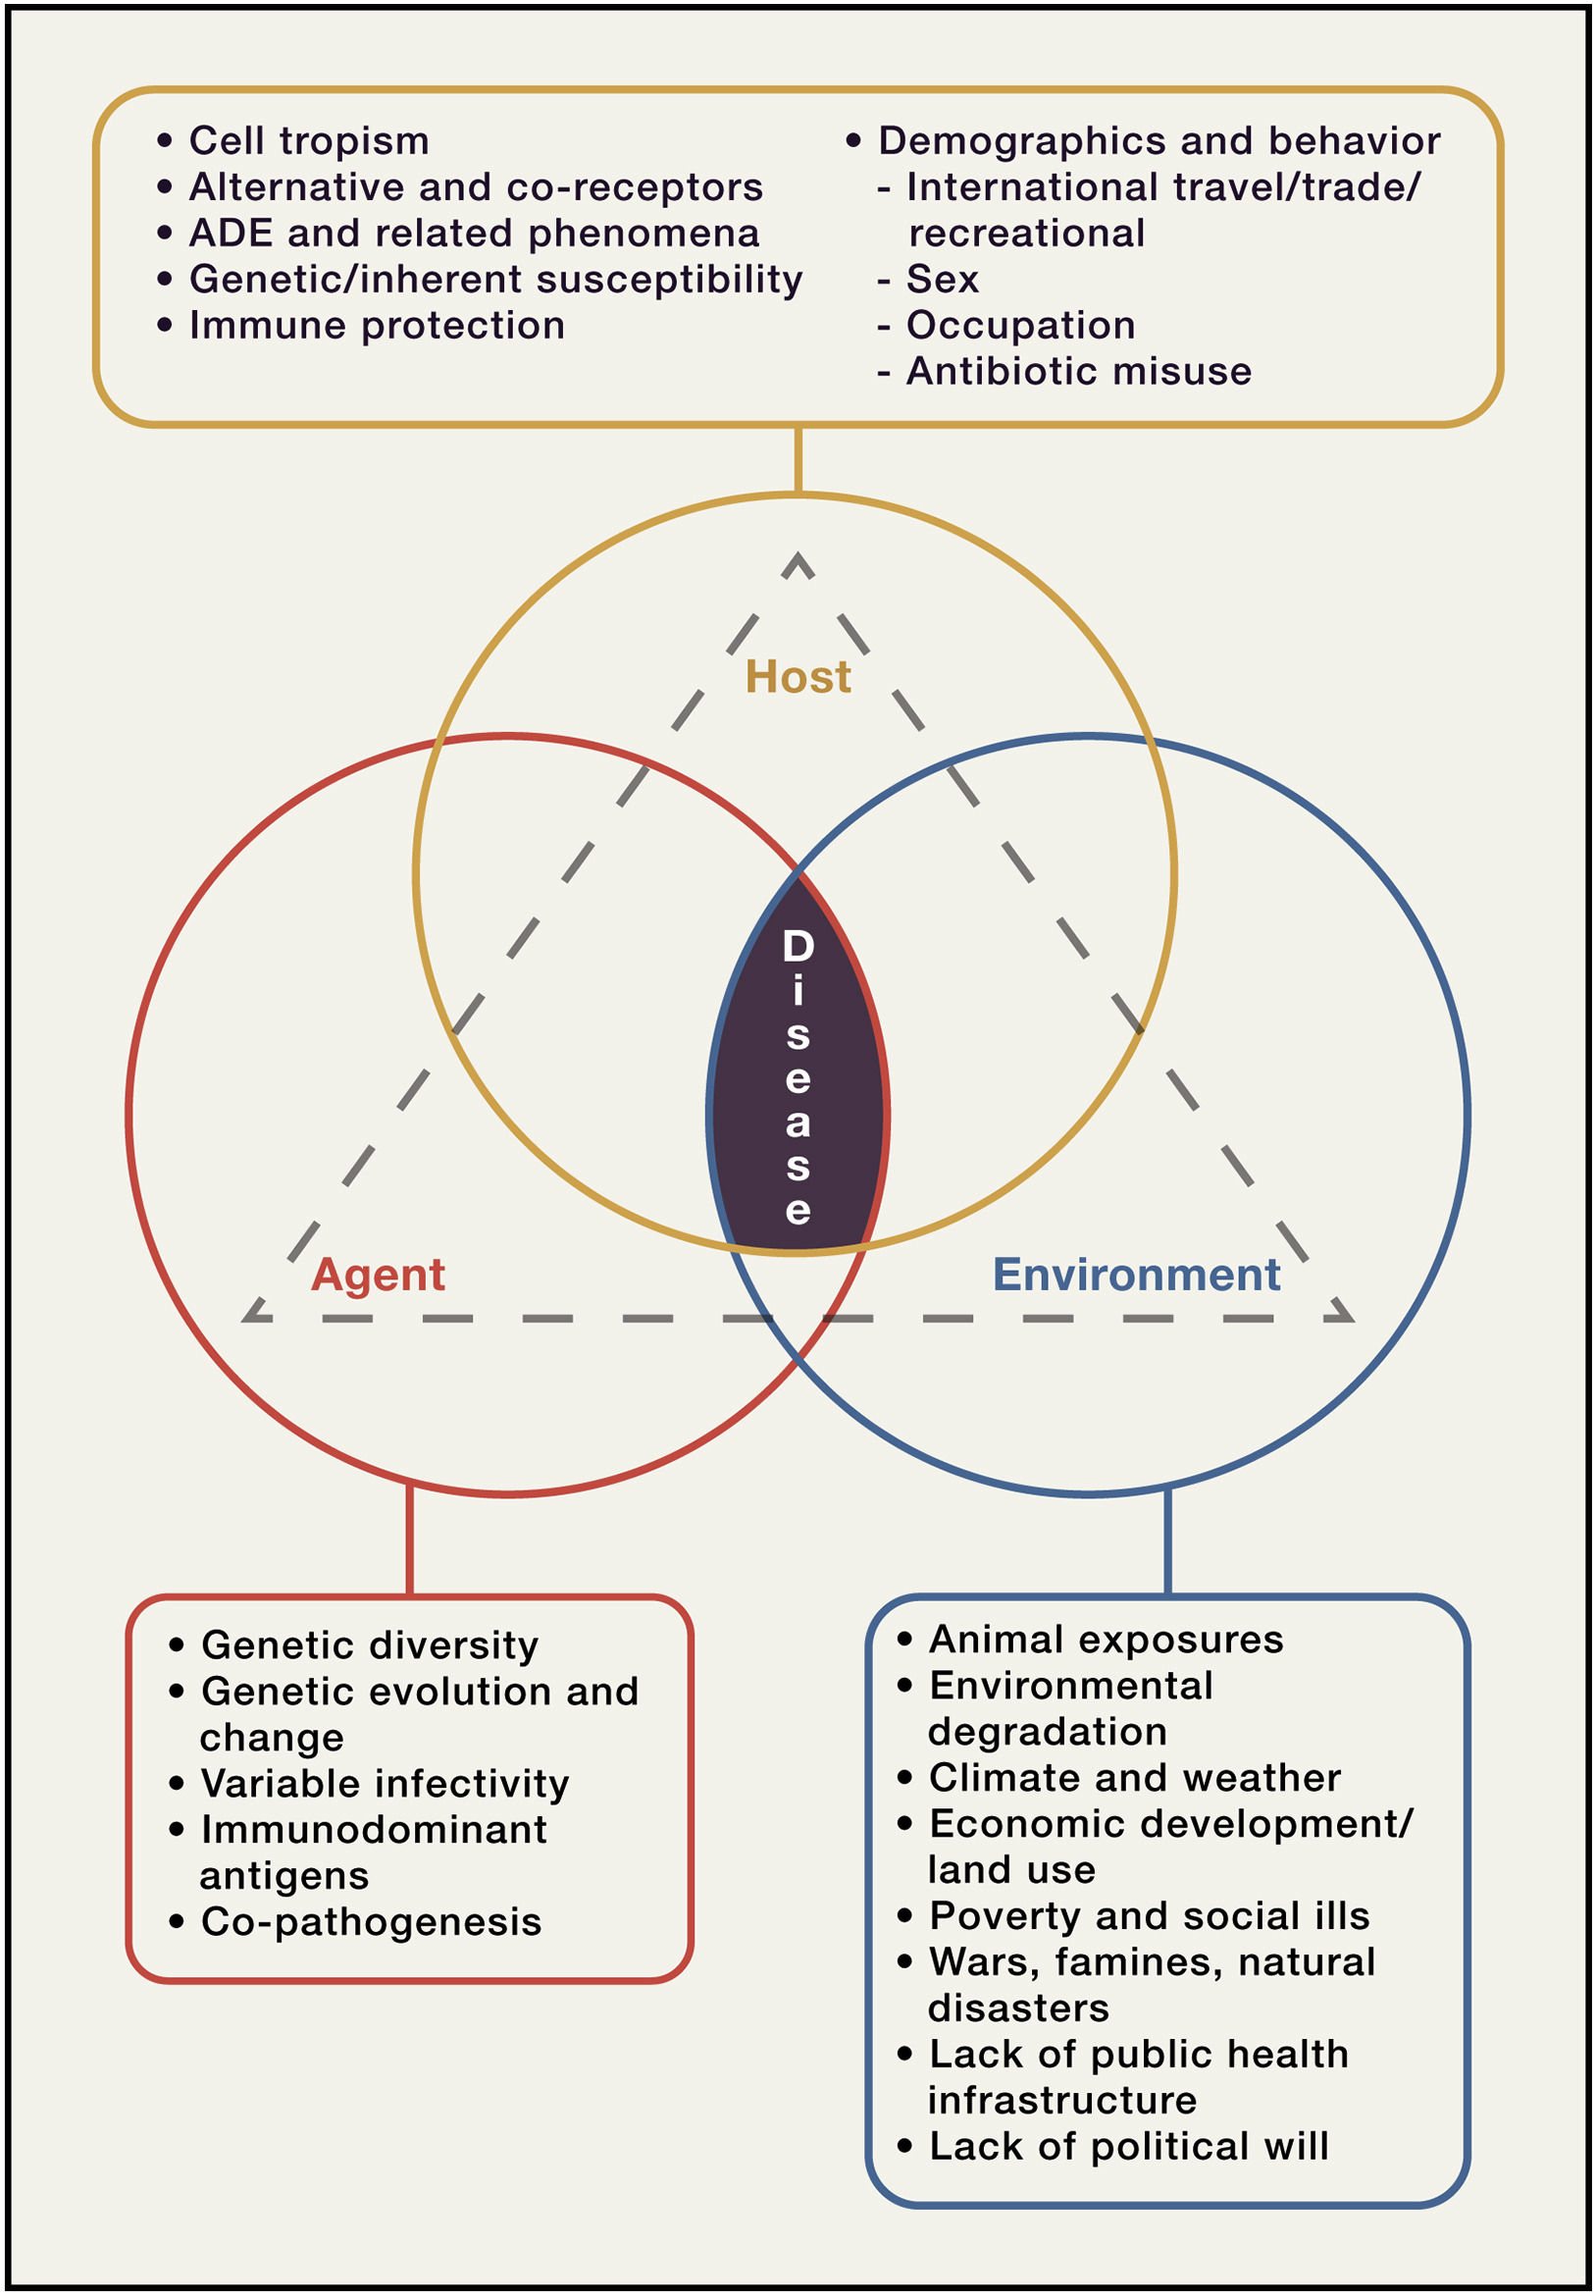 • Cell tropism
• Alternative and co-receptors
• ADE and related phenomena
• Genetic/inherent susceptibility
• Immune protection
• Demographics and behavior
- International travel/trade/
recreational
- Sex
- Occupation
- Antibiotic misuse
Host
Disease
Agent
Environment
• Genetic diversity
• Genetic evolution and
change
• Variable infectivity
• Immunodominant
antigens
• Co-pathogenesis
• Animal exposures
• Environmental
degradation
• Climate and weather
• Economic development/
land use
• Poverty and social ills
• Wars, famines, natural
disasters
• Lack of public health
infrastructure
• Lack of political will